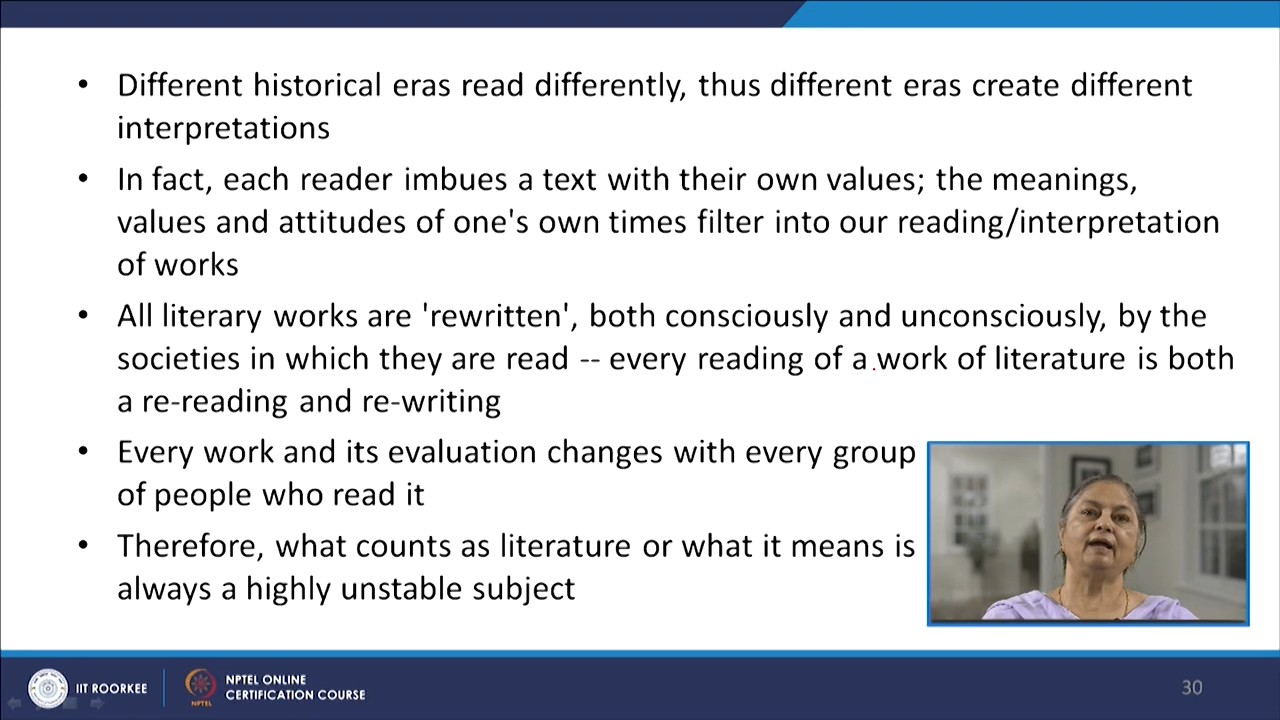 • Different historical eras read differently, thus different eras create different
interpretations
• In fact, each reader imbues a text with their own values; the meanings,
values and attitudes of one's own times filter into our reading/interpretation
of works
• All literary works are 'rewritten', both consciously and unconsciously, by the
societies in which they are read -- every reading of a work of literature is both
a re-reading and re-writing
• Every work and its evaluation changes with every group
of people who read it
• Therefore, what counts as literature or what it means is
always a highly unstable subject
IIT ROORKEE
NPTEL
NPTEL ONLINE
CERTIFICATION COURSE
30